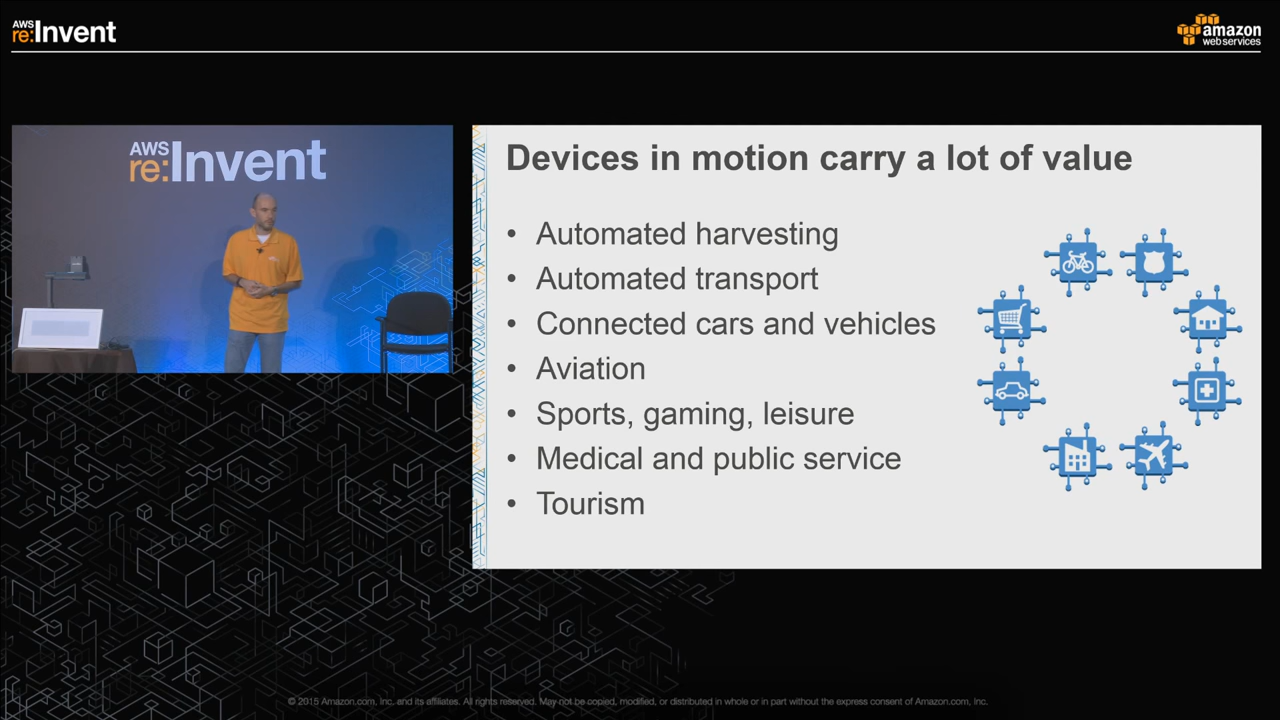 AWS
re:Invent
amazon
web services
AWS
re:Invent
Devices in motion carry a lot of value
• Automated harvesting
• Automated transport
• Connected cars and vehicles
• Aviation
• Sports, gaming, leisure
• Medical and public service
• Tourism
© 2015 Amazon.com, Inc. and its affiliates. All rights reserved. May not be copied, modified, or distributed in whole or in part without the express consent of Amazon.com, Inc.